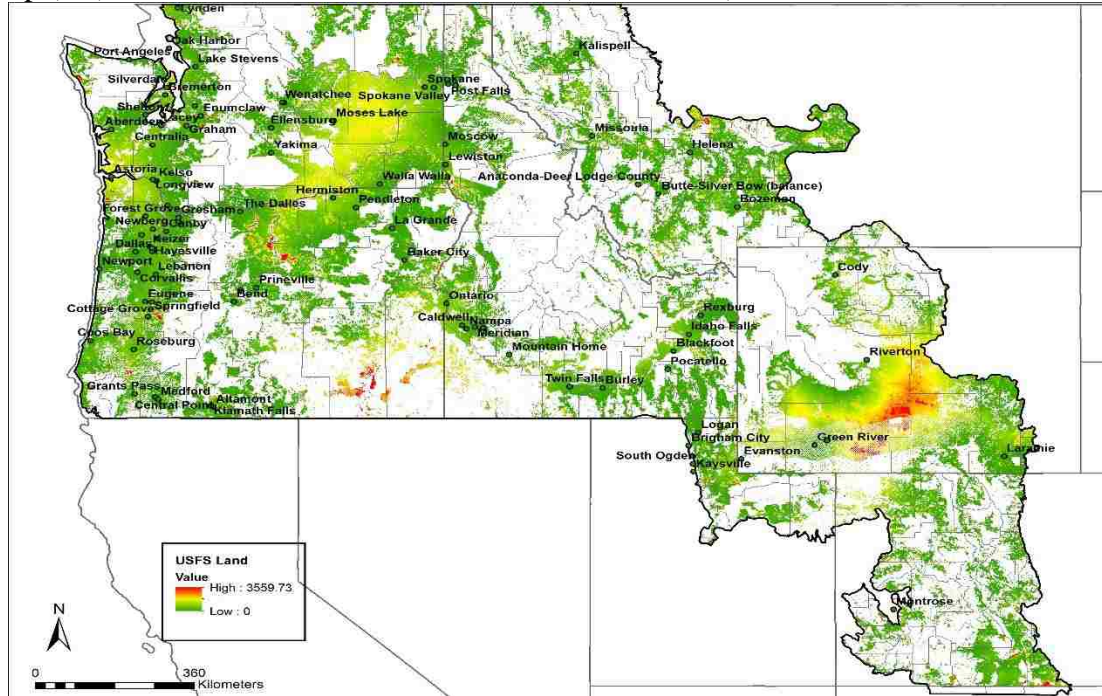 Lynden
Oak Harbor
Port Angeles
Lake Stevens
Kalispell
Silverdale
Bremerton
Spokane
Spokane Valley
Post Falls
Wenatchee
Enumclaw
Moses Lake
Lacey
Aberdeen
Graham
Ellensburg
Missoula
Centralia
Moscow
Helena
Yakima
Lewiston
Astoria
Kelso
Walla Walla
Anaconda-Deer Lodge County
Longview
Hermiston
Butte-Silver Bow (balance)
Pendleton
Bozeman
Forest Grove
Gresham
The Dalles
Newberg
Canby
La Grande
Keizer
Dallas
Hayesville
Baker City
Newport
Lebanon
Cody
Corvallis
Prineville
Eugene
Bend
Ontario
Springfield
Rexburg
Cottage Grove
Caldwell
Nampa
Idaho Falls
Meridian
Coos Bay
Blackfoot
Roseburg
Mountain Home
Riverton
Pocatello
Grants Pass
Medford
Twin Falls
Burley
Central Point
Altamont
Klamath Falls
Logan
Brigham City
Green River
South Ogden
Evanston
Laramie
Kaysville
USFS Land
Value
High : 3559.73
Low : 0
Montrose
N
0
360
Kilometers